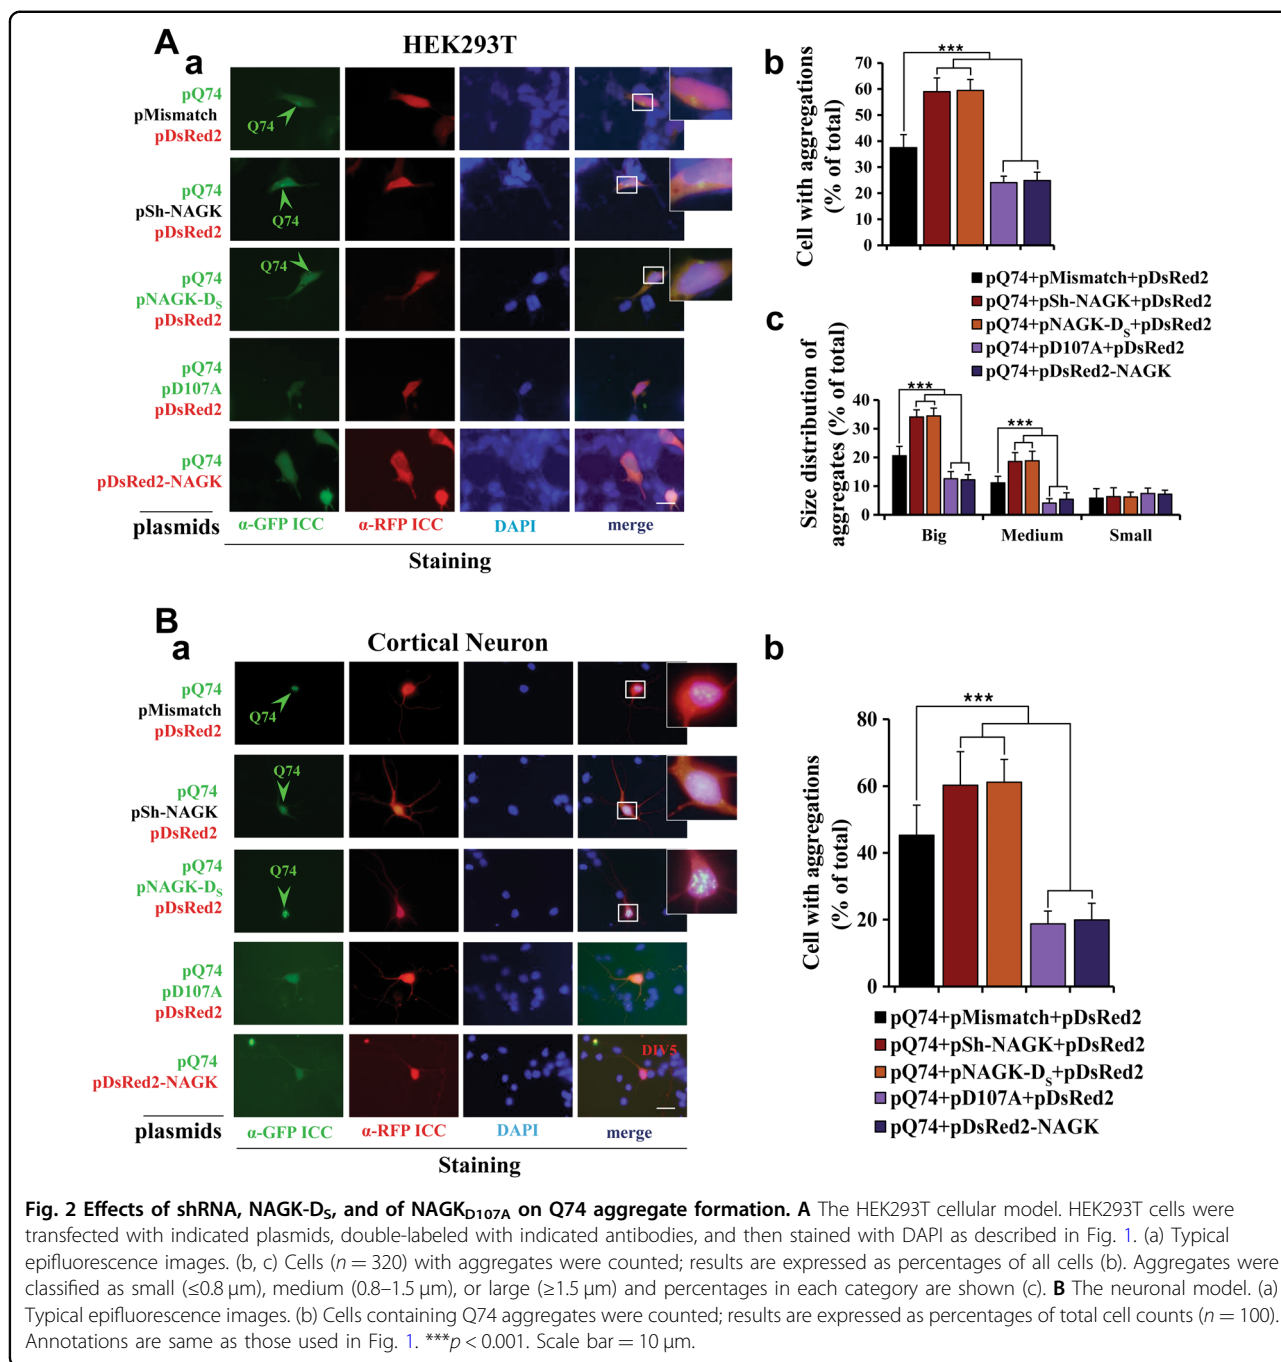 A
HEK293T
a
pQ74
pMismatch
pDsRed2
Q74
pQ74
pSh-NAGK
pDsRed2
Q74
pQ74
pNAGK-DS
pDsRed2
Q74
pQ74
pD107A
pDsRed2
pQ74
pDsRed2-NAGK
plasmids
α-GFP ICC
α-RFP ICC
DAPI
merge
Staining
b
Cell with aggregations
(% of total)
70
60
50
40
30
20
10
0
***
pQ74+pMismatch+pDsRed2
pQ74+pSh-NAGK+pDsRed2
pQ74+pNAGK-DS+pDsRed2
pQ74+pD107A+pDsRed2
pQ74+pDsRed2-NAGK
c
Size distribution of
aggregates (% of total)
40
30
20
10
0
***
***
Big
Medium
Small
B
Cortical Neuron
a
pQ74
pMismatch
pDsRed2
Q74
pQ74
pSh-NAGK
pDsRed2
Q74
pQ74
pNAGK-DS
pDsRed2
Q74
pQ74
pD107A
pDsRed2
pQ74
pDsRed2-NAGK
DIV5
plasmids
α-GFP ICC
α-RFP ICC
DAPI
merge
Staining
b
Cell with aggregations
(% of total)
80
60
40
20
0
***
pQ74+pMismatch+pDsRed2
pQ74+pSh-NAGK+pDsRed2
pQ74+pNAGK-DS+pDsRed2
pQ74+pD107A+pDsRed2
pQ74+pDsRed2-NAGK
Fig. 2 Effects of shRNA, NAGK-DS, and of NAGKD107A on Q74 aggregate formation. A The HEK293T cellular model. HEK293T cells were
transfected with indicated plasmids, double-labeled with indicated antibodies, and then stained with DAPI as described in Fig. 1. (a) Typical
epifluorescence images. (b, c) Cells (n = 320) with aggregates were counted; results are expressed as percentages of all cells (b). Aggregates were
classified as small (≤0.8 μm), medium (0.8–1.5 μm), or large (≥1.5 μm) and percentages in each category are shown (c). B The neuronal model. (a)
Typical epifluorescence images. (b) Cells containing Q74 aggregates were counted; results are expressed as percentages of total cell counts (n = 100).
Annotations are same as those used in Fig. 1. ***p < 0.001. Scale bar = 10 μm.